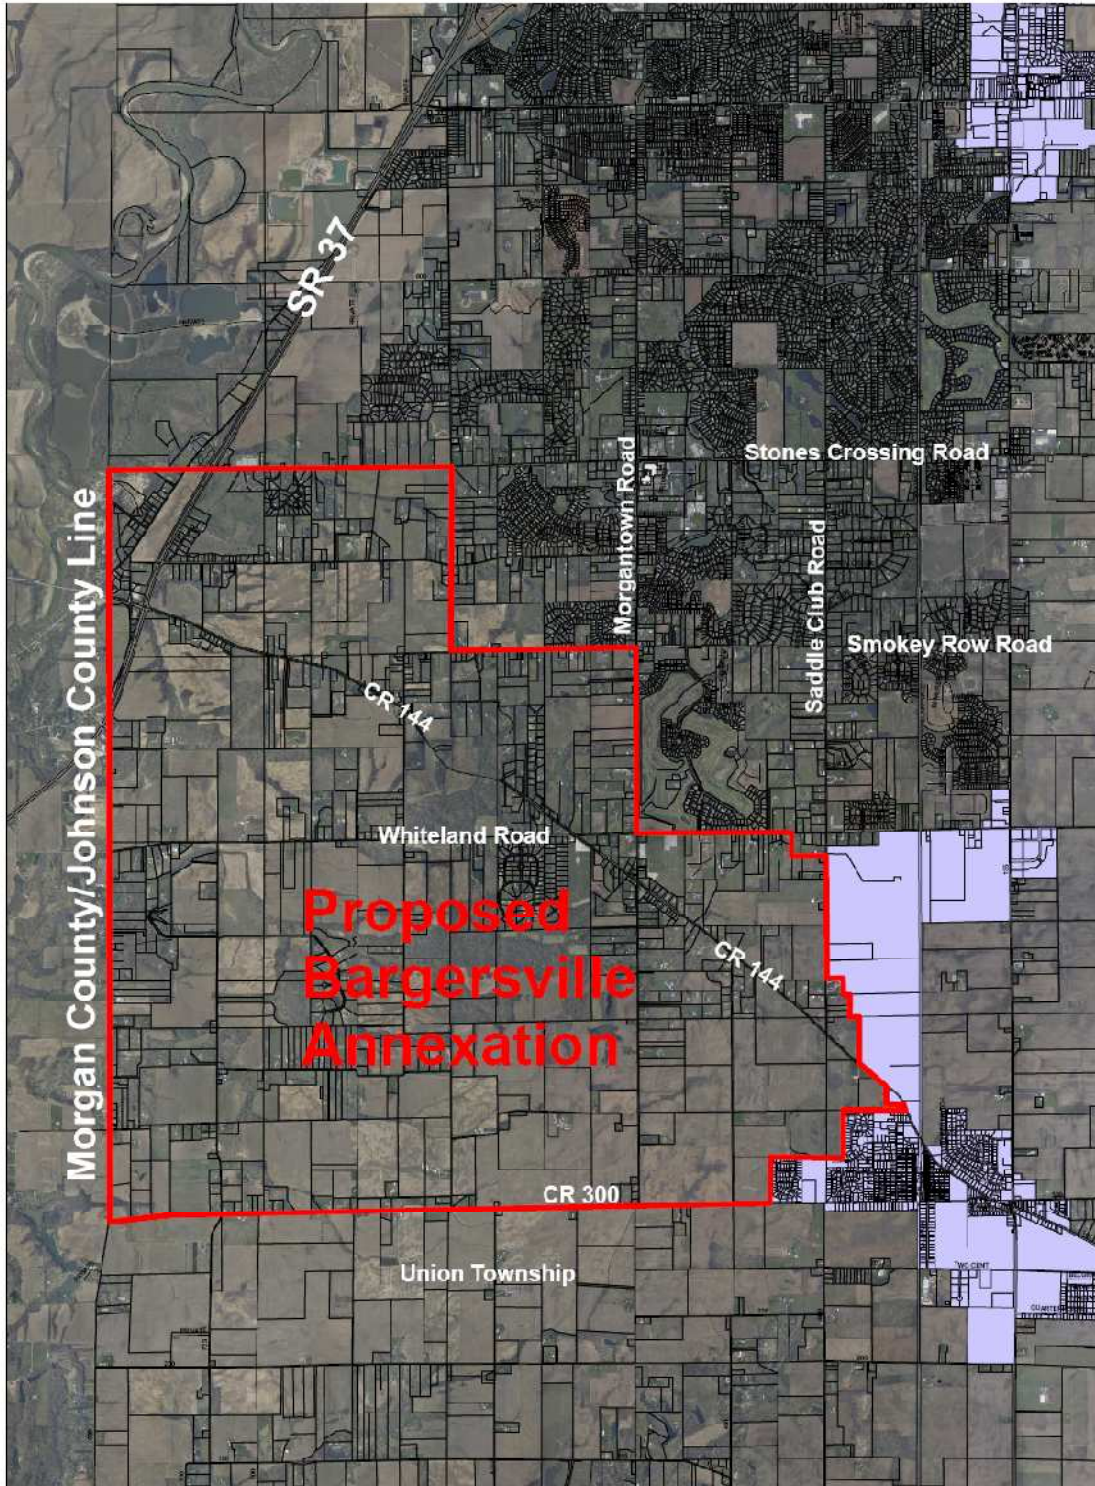 SR 37
Morgan County/Johnson County Line
Morgantown Road
Stones Crossing Road
Saddle Club Road
Smokey Row Road
CR 144
Whiteland Road
Proposed
Bargersville
Annexation
CR 144
CR 300
Union Township